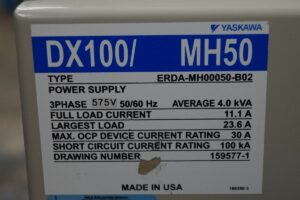 YASKAWA
DX100/ MH50
TYPE ERDA-MH00050-B02
POWER SUPPLY
3PHASE 575V 50/60 Hz AVERAGE 4.0 kVA
FULL LOAD CURRENT 11.1 A
LARGEST LOAD 23.6 A
MAX. OCP DEVICE CURRENT RATING 30 A
SHORT CIRCUIT CURRENT RATING 100 kA
DRAWING NUMBER 159577-1
MADE IN USA